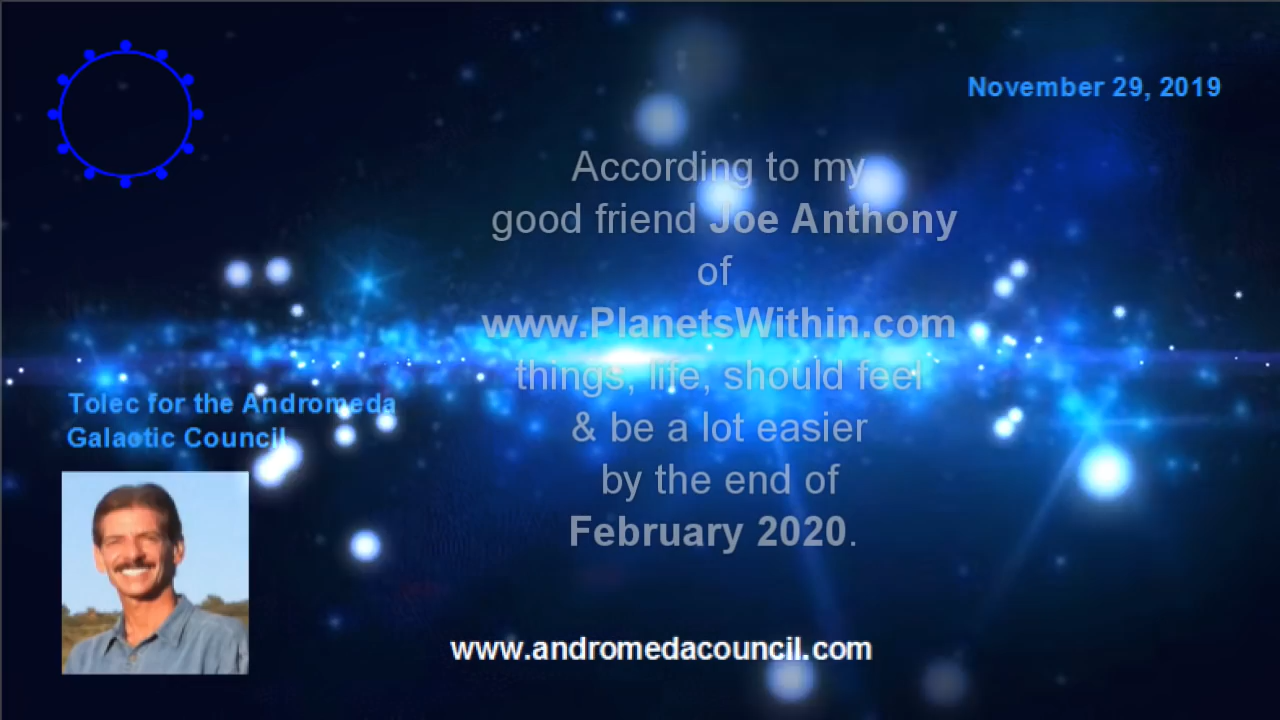 November 29, 2019
According to my
good friend Joe Anthony
of
www.PlanetsWithin.com
things, life, should feel
& be a lot easier
by the end of
February 2020.
Tolec for the Andromeda
Galactic Council
www.andromedacouncil.com